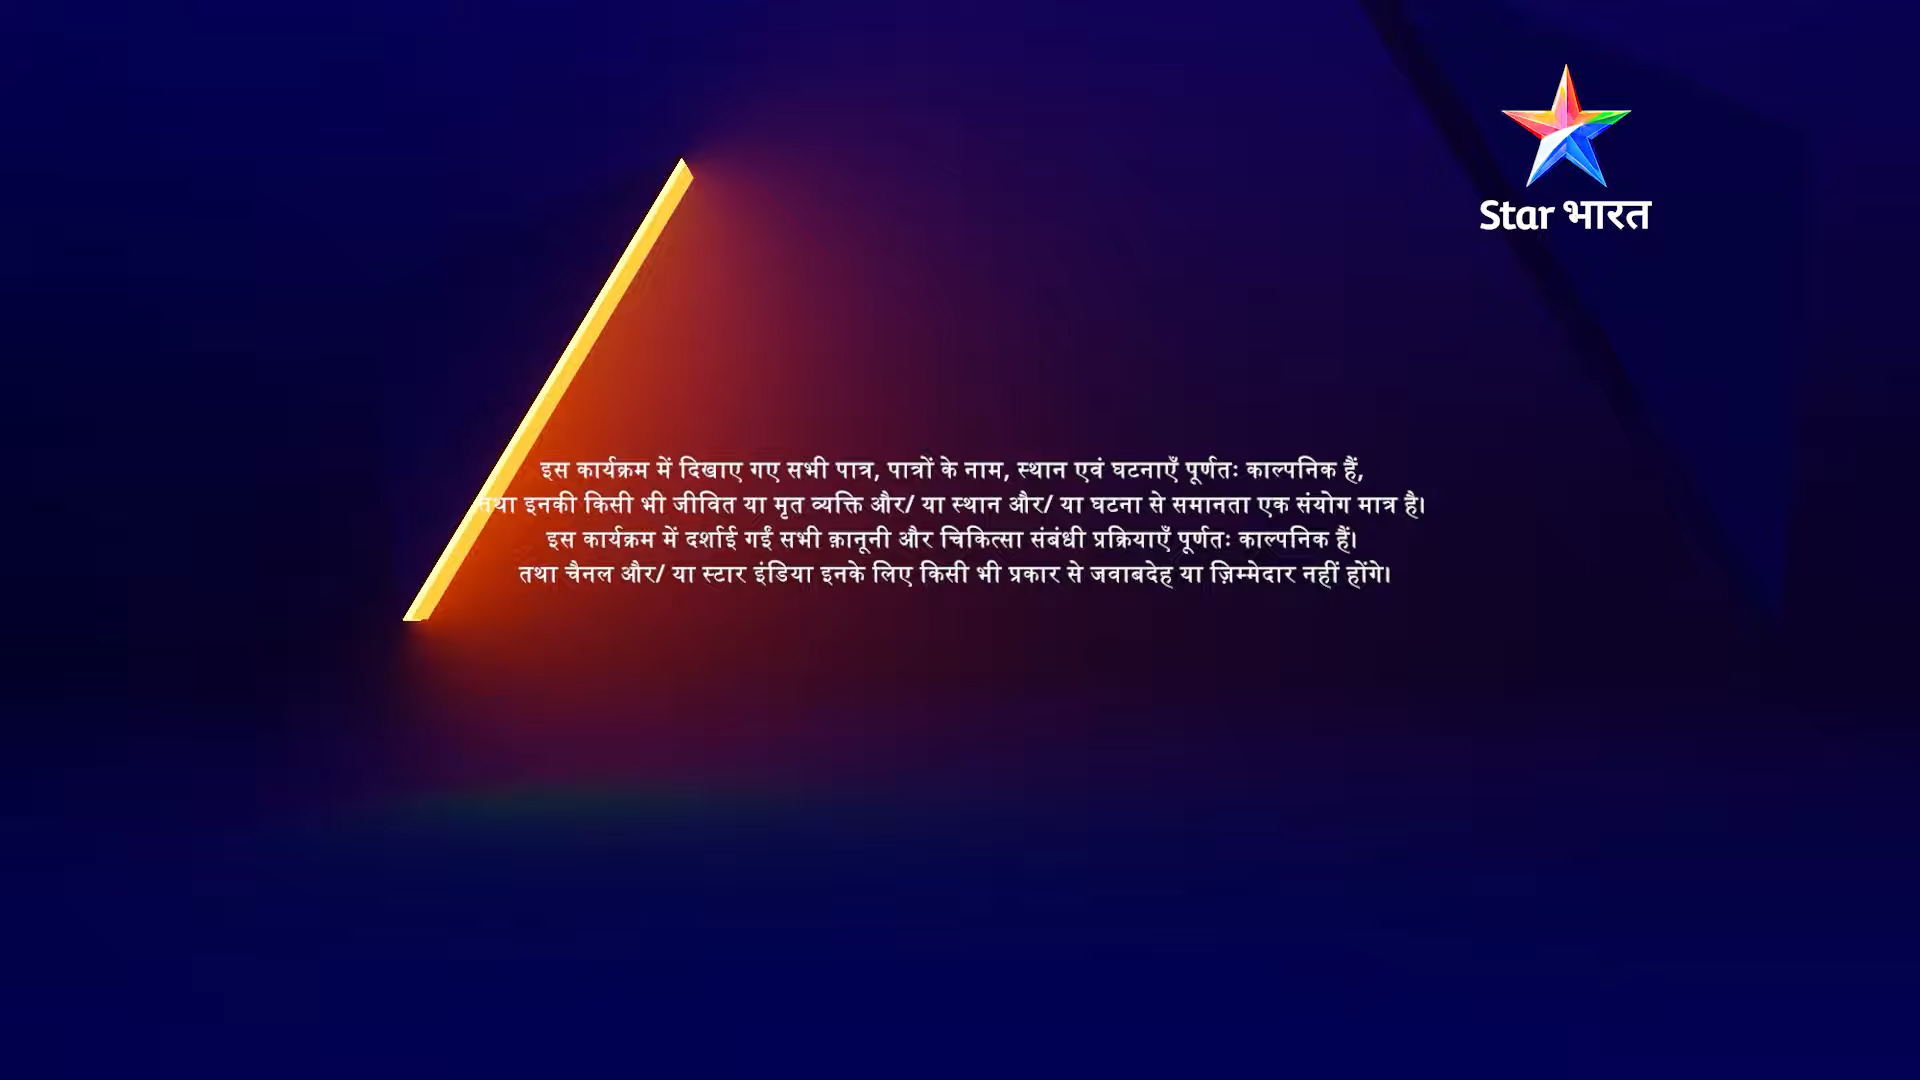 Star भारत
इस कार्यक्रम में दिखाए गए सभी पात्र, पात्रों के नाम, स्थान एवं घटनाएँ पूर्णतः काल्पनिक हैं,
तथा इनकी किसी भी जीवित या मृत व्यक्ति और/ या स्थान और/ या घटना से समानता एक संयोग मात्र है।
इस कार्यक्रम में दर्शाई गईं सभी क़ानूनी और चिकित्सा संबंधी प्रक्रियाएँ पूर्णतः काल्पनिक हैं।
तथा चैनल और/ या स्टार इंडिया इनके लिए किसी भी प्रकार से जवाबदेह या ज़िम्मेदार नहीं होंगे।